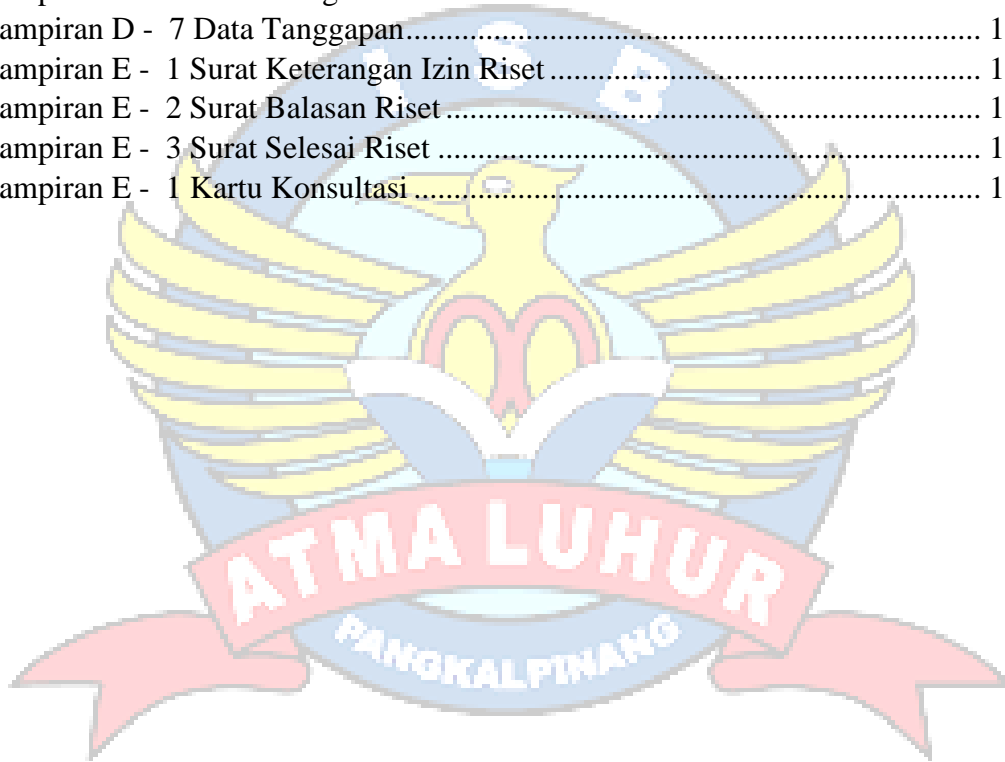 ampiran D - 7 Data Tanggapan........................................................................ 1
ampiran E - 1 Surat Keterangan Izin Riset ...................................................... 1
ampiran E - 2 Surat Balasan Riset ................................................................... 1
ampiran E - 3 Surat Selesai Riset .................................................................... 1
ampiran E - 1 Kartu Konsultasi ....................................................................... 1
I S B
ATMA LUHUR
PANGKALPINANG